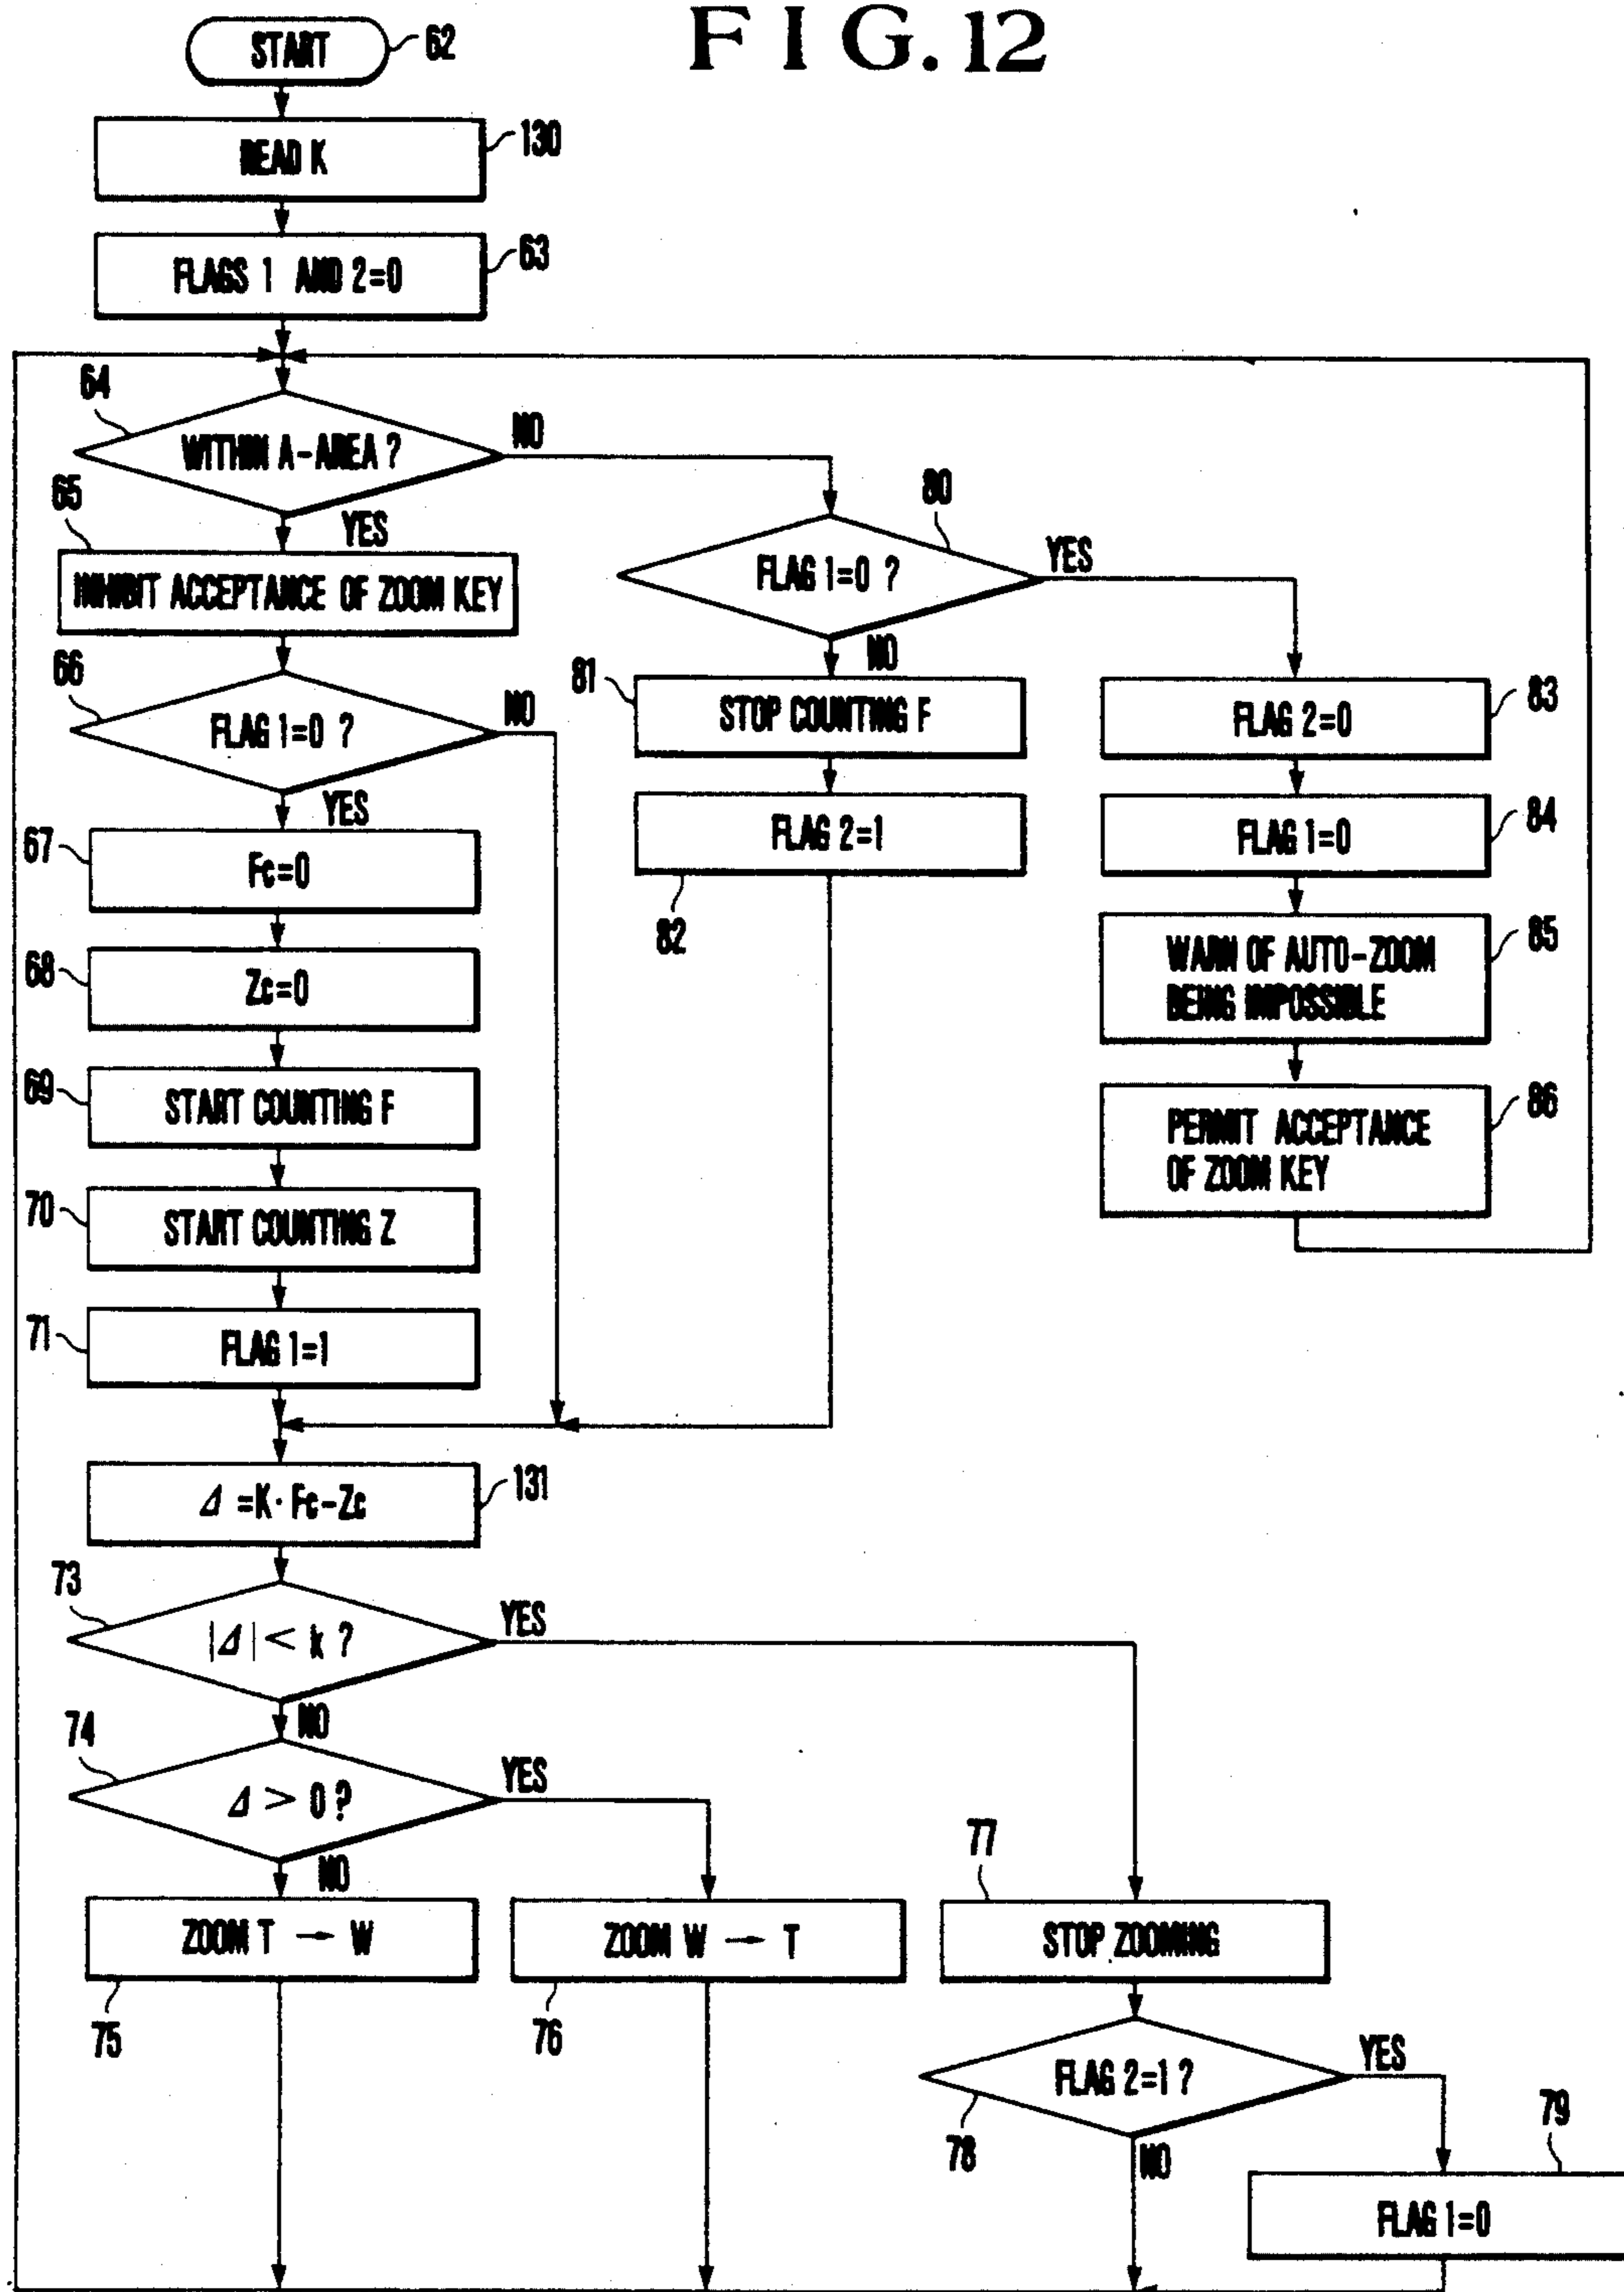 FIG. 12
START
62
READ K
130
FLAGS 1 AND 2=0
63
64
WITHIN A-AREA ?
NO
YES
65
INHIBIT ACCEPTANCE OF ZOOM KEY
80
FLAG 1=0 ?
YES
NO
66
FLAG 1=0 ?
NO
YES
81
STOP COUNTING F
FLAG 2=0
83
67
Fc=0
FLAG 2=1
82
FLAG 1=0
84
68
Zc=0
WARN OF AUTO-ZOOM
BEING IMPOSSIBLE
85
69
START COUNTING F
PERMIT ACCEPTANCE
OF ZOOM KEY
86
70
START COUNTING Z
71
FLAG 1=1
Δ =K· Fc-Zc
131
73
|Δ| < k ?
YES
NO
74
Δ > 0 ?
YES
NO
77
ZOOM T → W
ZOOM W → T
STOP ZOOMING
75
76
FLAG 2=1 ?
YES
78
NO
79
FLAG 1=0